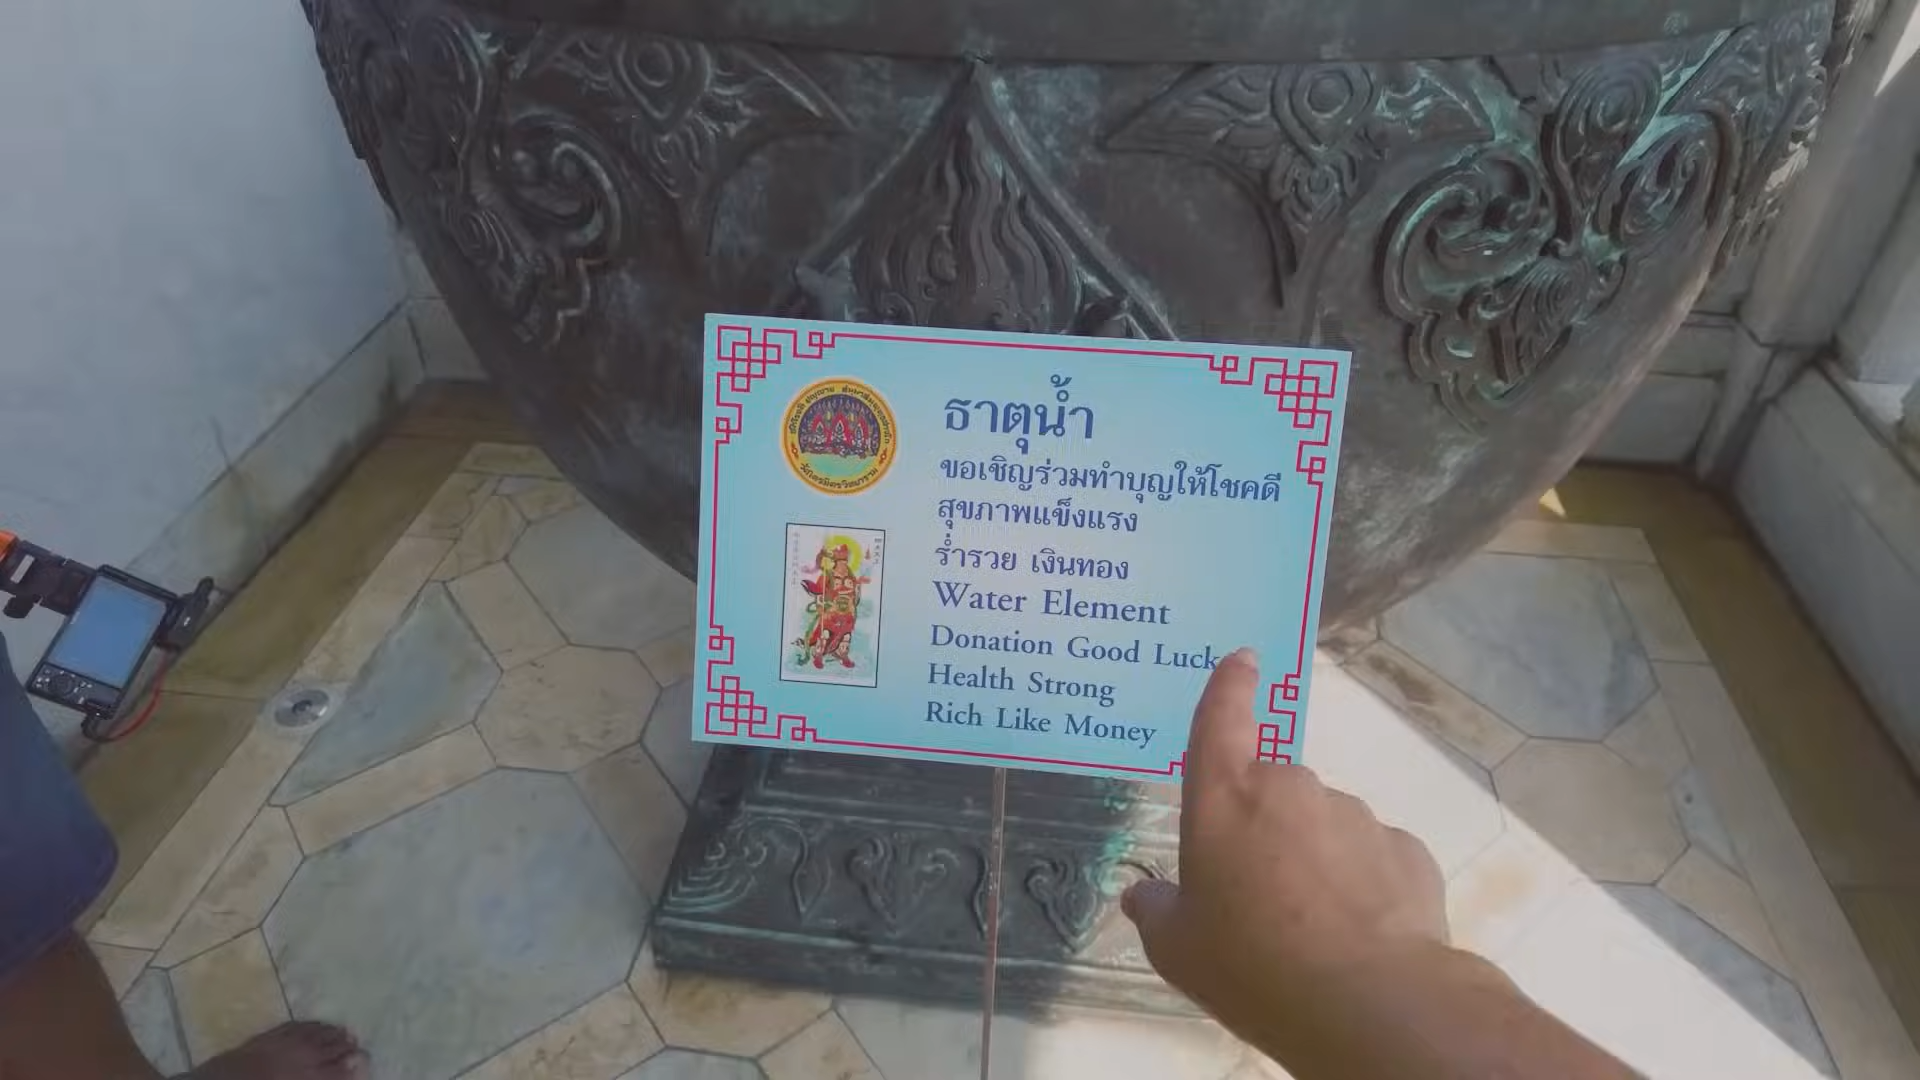 ธาตุน้ำ
ขอเชิญร่วมทำบุญให้โชคดี
สุขภาพแข็งแรง
ร่ำรวย เงินทอง
Water Element
Donation Good Luck
Health Strong
Rich Like Money